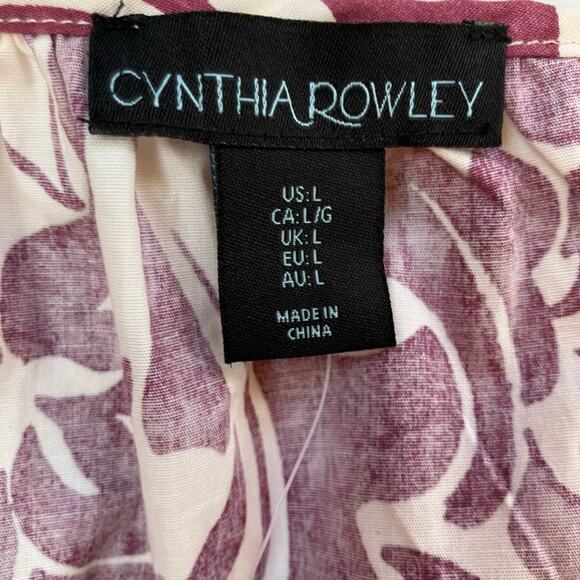 CYNTHIA ROWLEY
US: L
CA: L/G
UK: L
EU: L
AU: L
MADE IN
CHINA